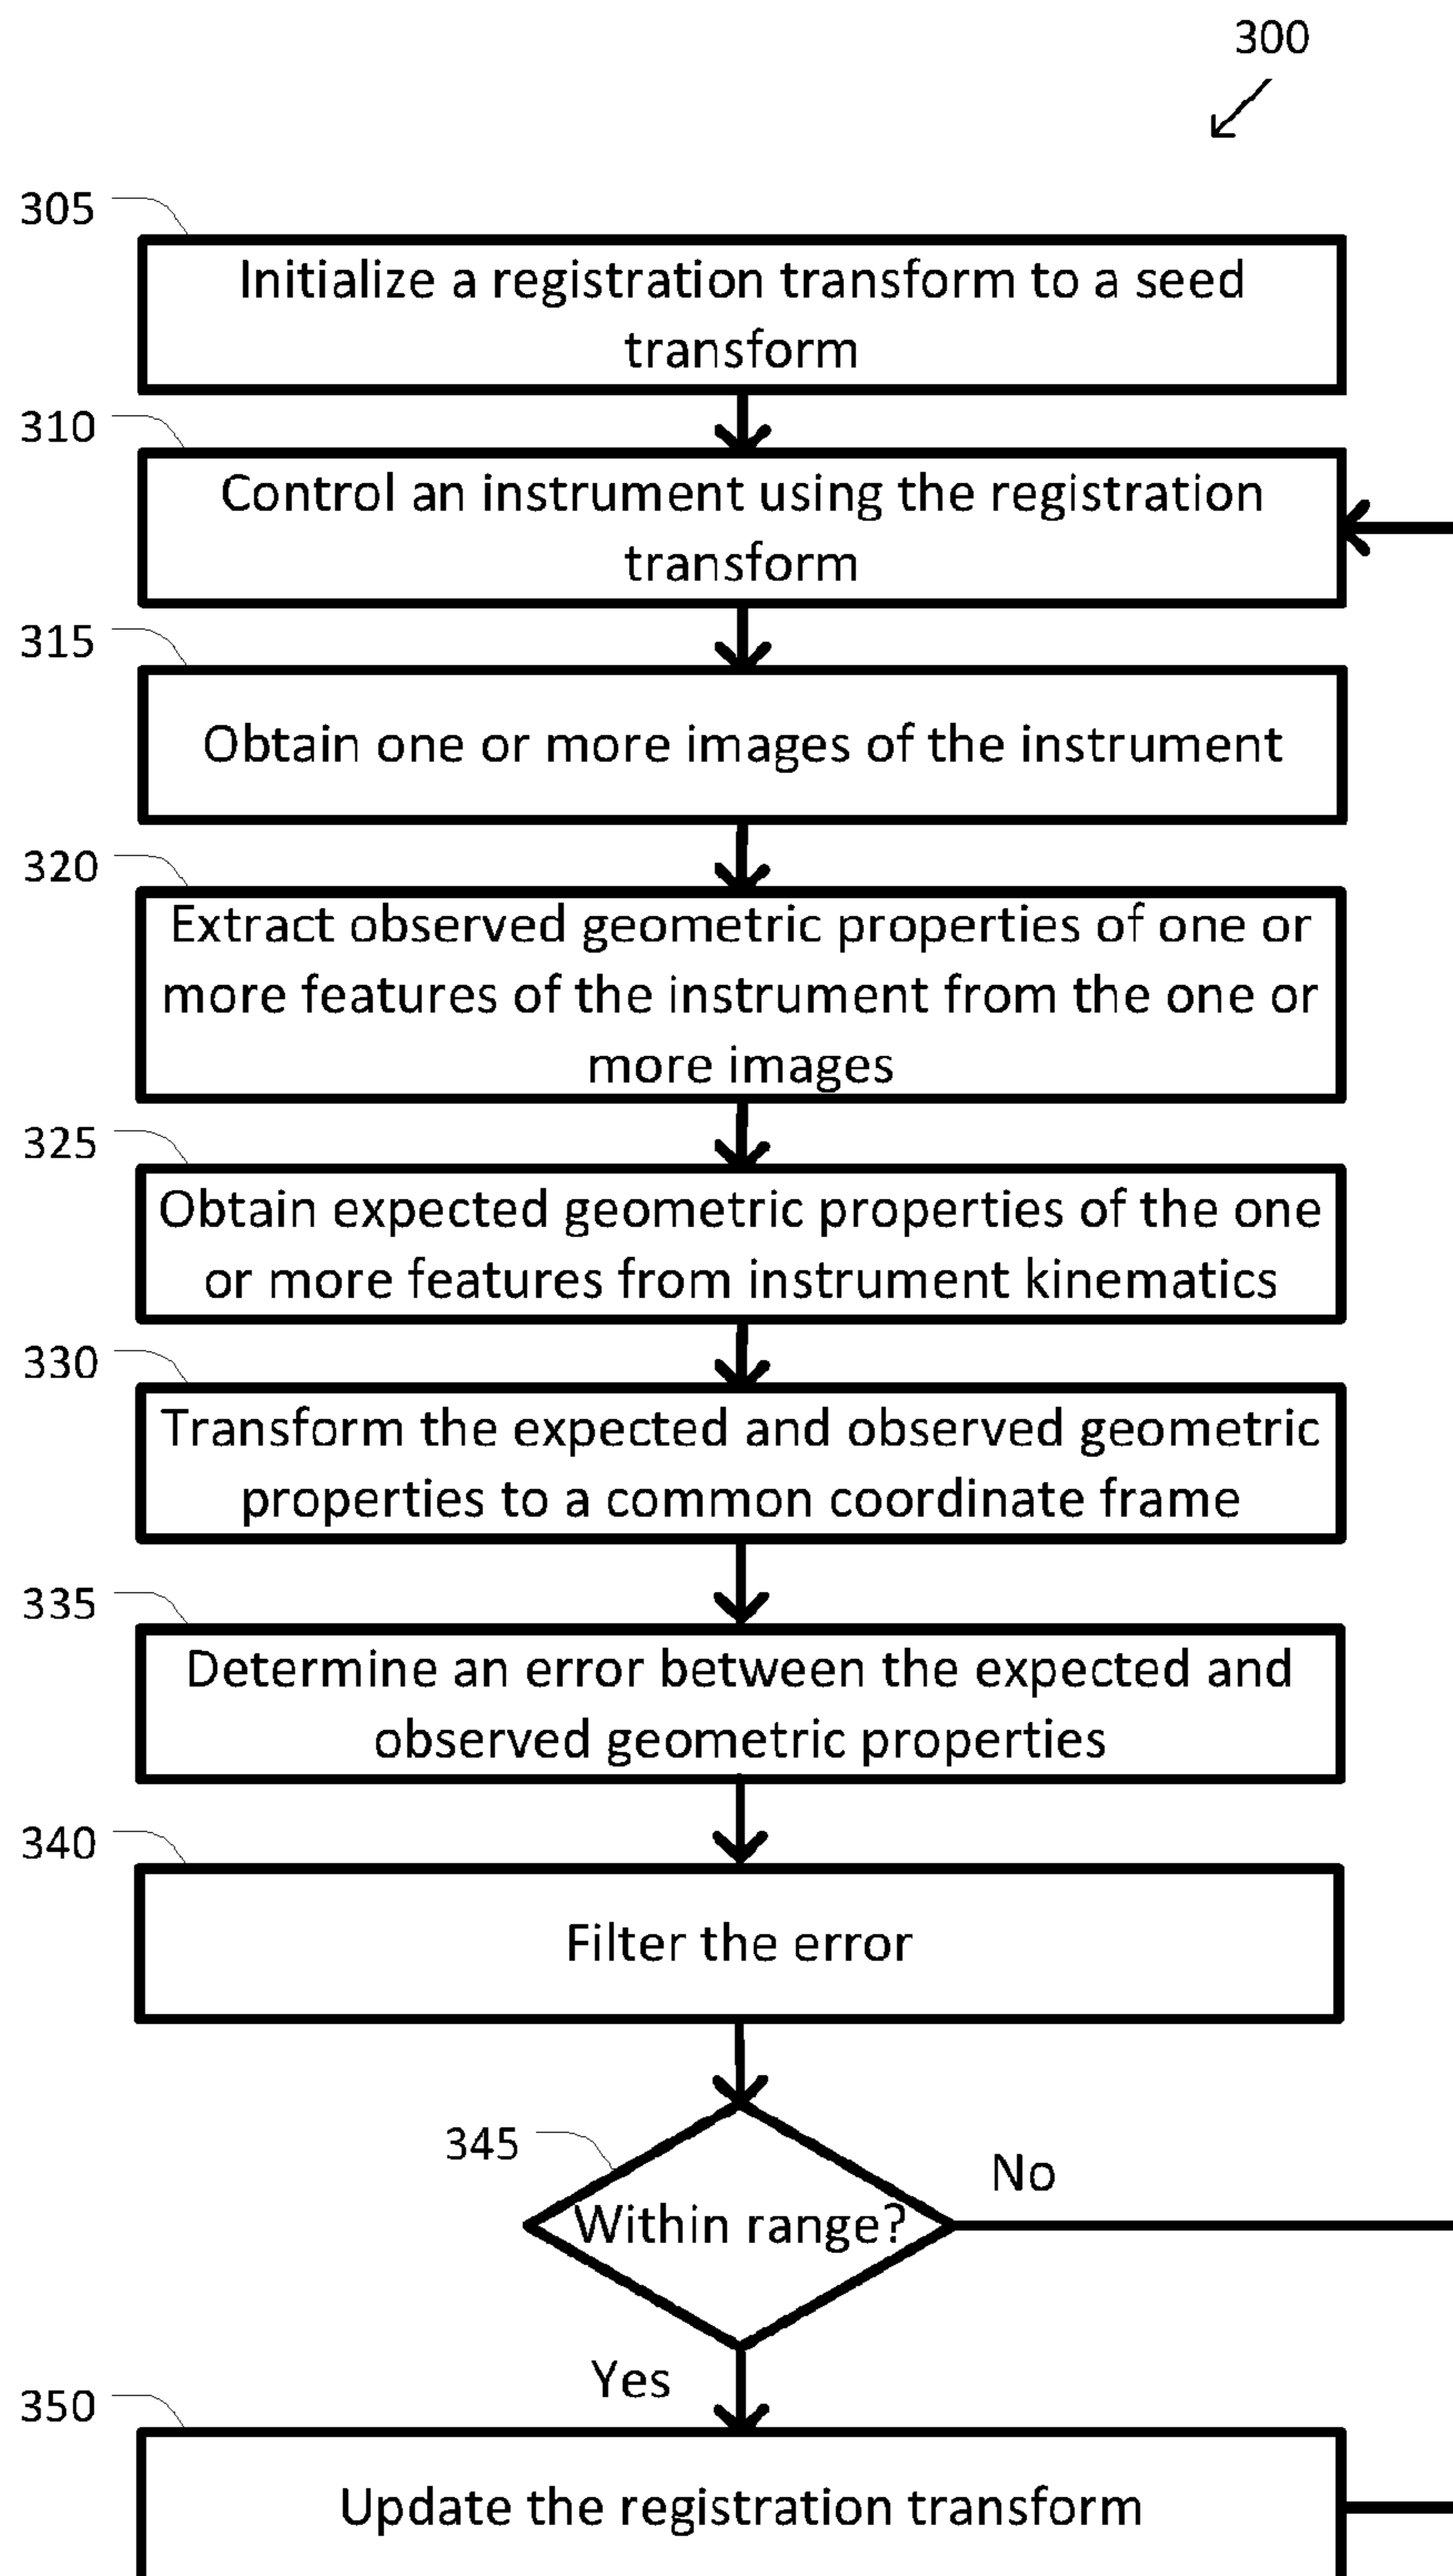 300
305
Initialize a registration transform to a seed
transform
310
Control an instrument using the registration
transform
315
Obtain one or more images of the instrument
320
Extract observed geometric properties of one or
more features of the instrument from the one or
more images
325
Obtain expected geometric properties of the one
or more features from instrument kinematics
330
Transform the expected and observed geometric
properties to a common coordinate frame
335
Determine an error between the expected and
observed geometric properties
340
Filter the error
345
Within range?
No
Yes
350
Update the registration transform